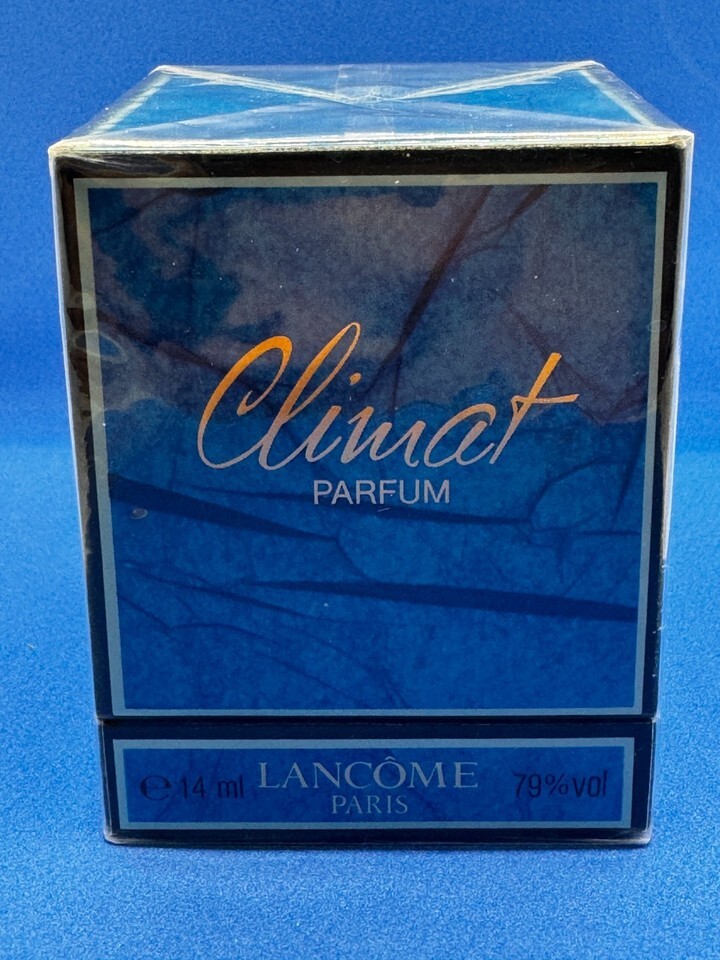 Climat
PARFUM
℮ 14 ml LANCÔME 79% vol
PARIS